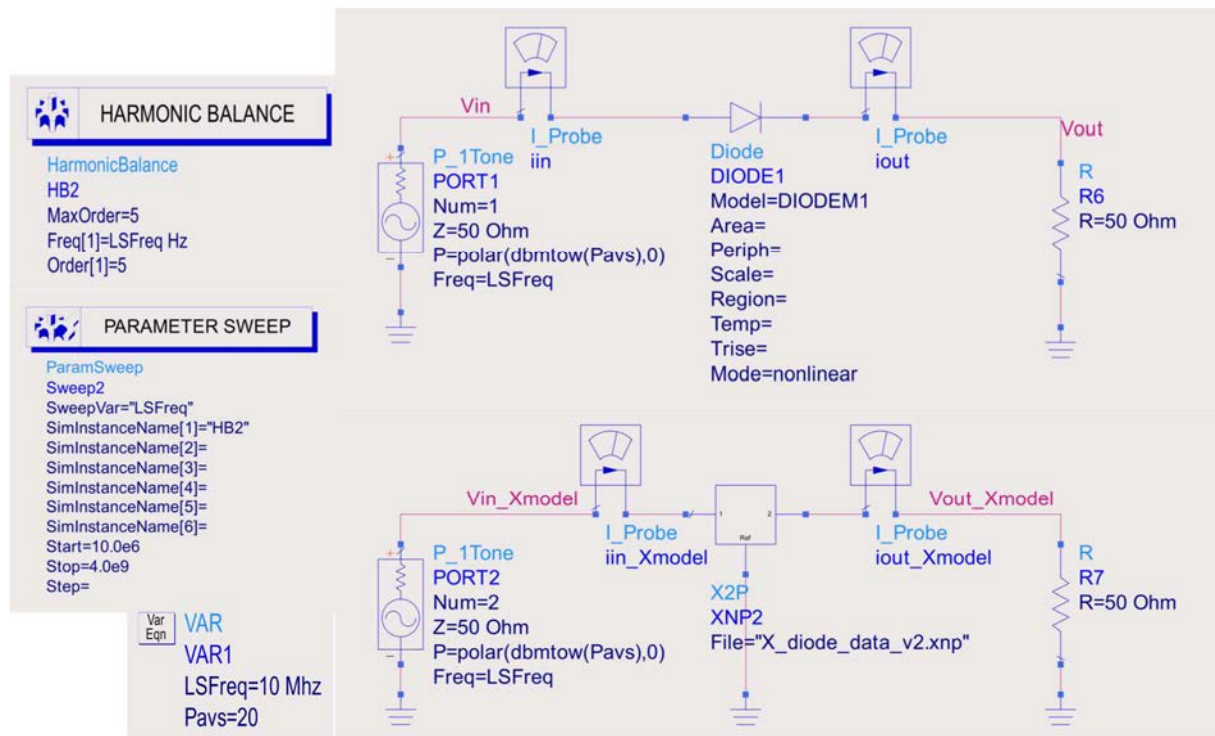 HARMONIC BALANCE
HarmonicBalance
HB2
MaxOrder=5
Freq[1]=LSFreq Hz
Order[1]=5
PARAMETER SWEEP
ParamSweep
Sweep2
SweepVar="LSFreq"
SimInstanceName[1]="HB2"
SimInstanceName[2]=
SimInstanceName[3]=
SimInstanceName[4]=
SimInstanceName[5]=
SimInstanceName[6]=
Start=10.0e6
Stop=4.0e9
Step=
Var
Eqn
VAR
VAR1
LSFreq=10 Mhz
Pavs=20
Vin
I_Probe
iin
P_1Tone
PORT1
Num=1
Z=50 Ohm
P=polar(dbmtow(Pavs),0)
Freq=LSFreq
+
−
Diode
DIODE1
Model=DIODEM1
Area=
Periph=
Scale=
Region=
Temp=
Trise=
Mode=nonlinear
I_Probe
iout
Vout
R
R6
R=50 Ohm
Vin_Xmodel
I_Probe
iin_Xmodel
P_1Tone
PORT2
Num=2
Z=50 Ohm
P=polar(dbmtow(Pavs),0)
Freq=LSFreq
+
−
1 2
Ref
X2P
XNP2
File="X_diode_data_v2.xnp"
I_Probe
iout_Xmodel
Vout_Xmodel
R
R7
R=50 Ohm